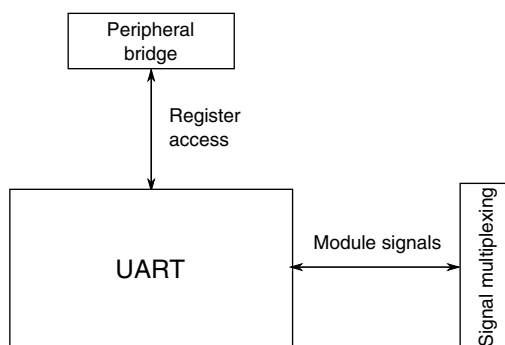 Peripheral
bridge
Register
access
UART
Module signals
Signal multiplexing